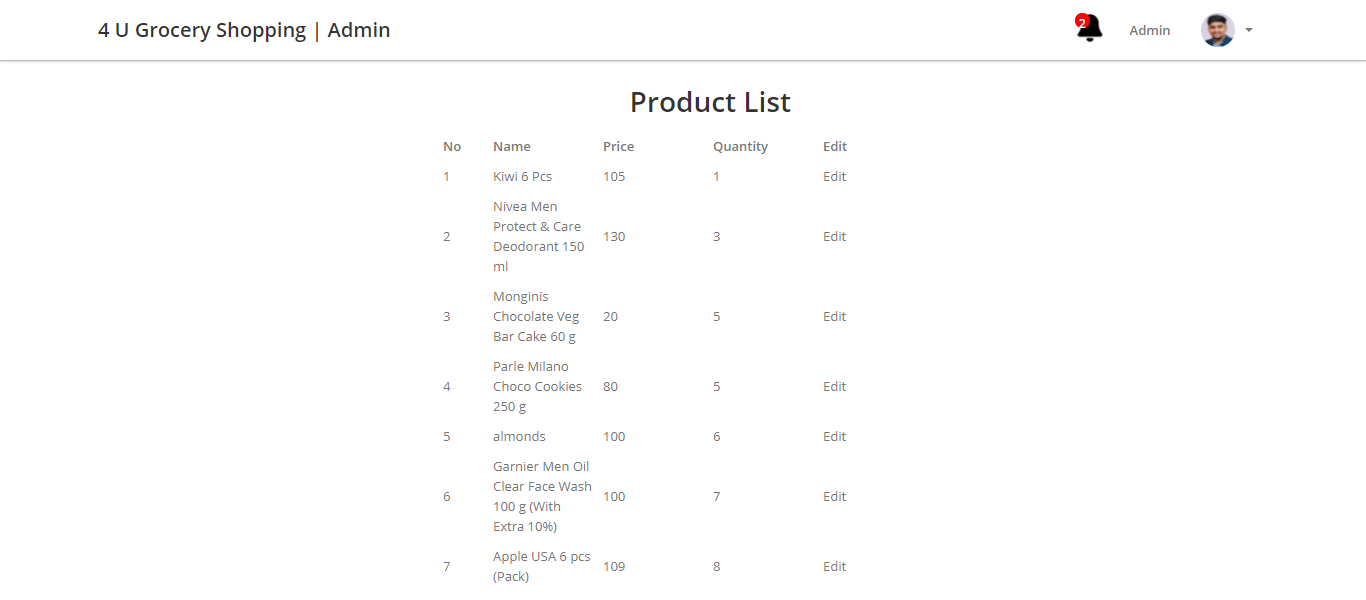 4 U Grocery Shopping | Admin
2
Admin
Product List
No Name Price Quantity Edit
1 Kiwi 6 Pcs 105 1 Edit
Nivea Men
Protect & Care
2 130 3 Edit
Deodorant 150
ml
Monginis
3 Chocolate Veg 20 5 Edit
Bar Cake 60 g
Parle Milano
4 Choco Cookies 80 5 Edit
250 g
5 almonds 100 6 Edit
Garnier Men Oil
Clear Face Wash
6 100 7 Edit
100 g (With
Extra 10%)
Apple USA 6 pcs
7 109 8 Edit
(Pack)